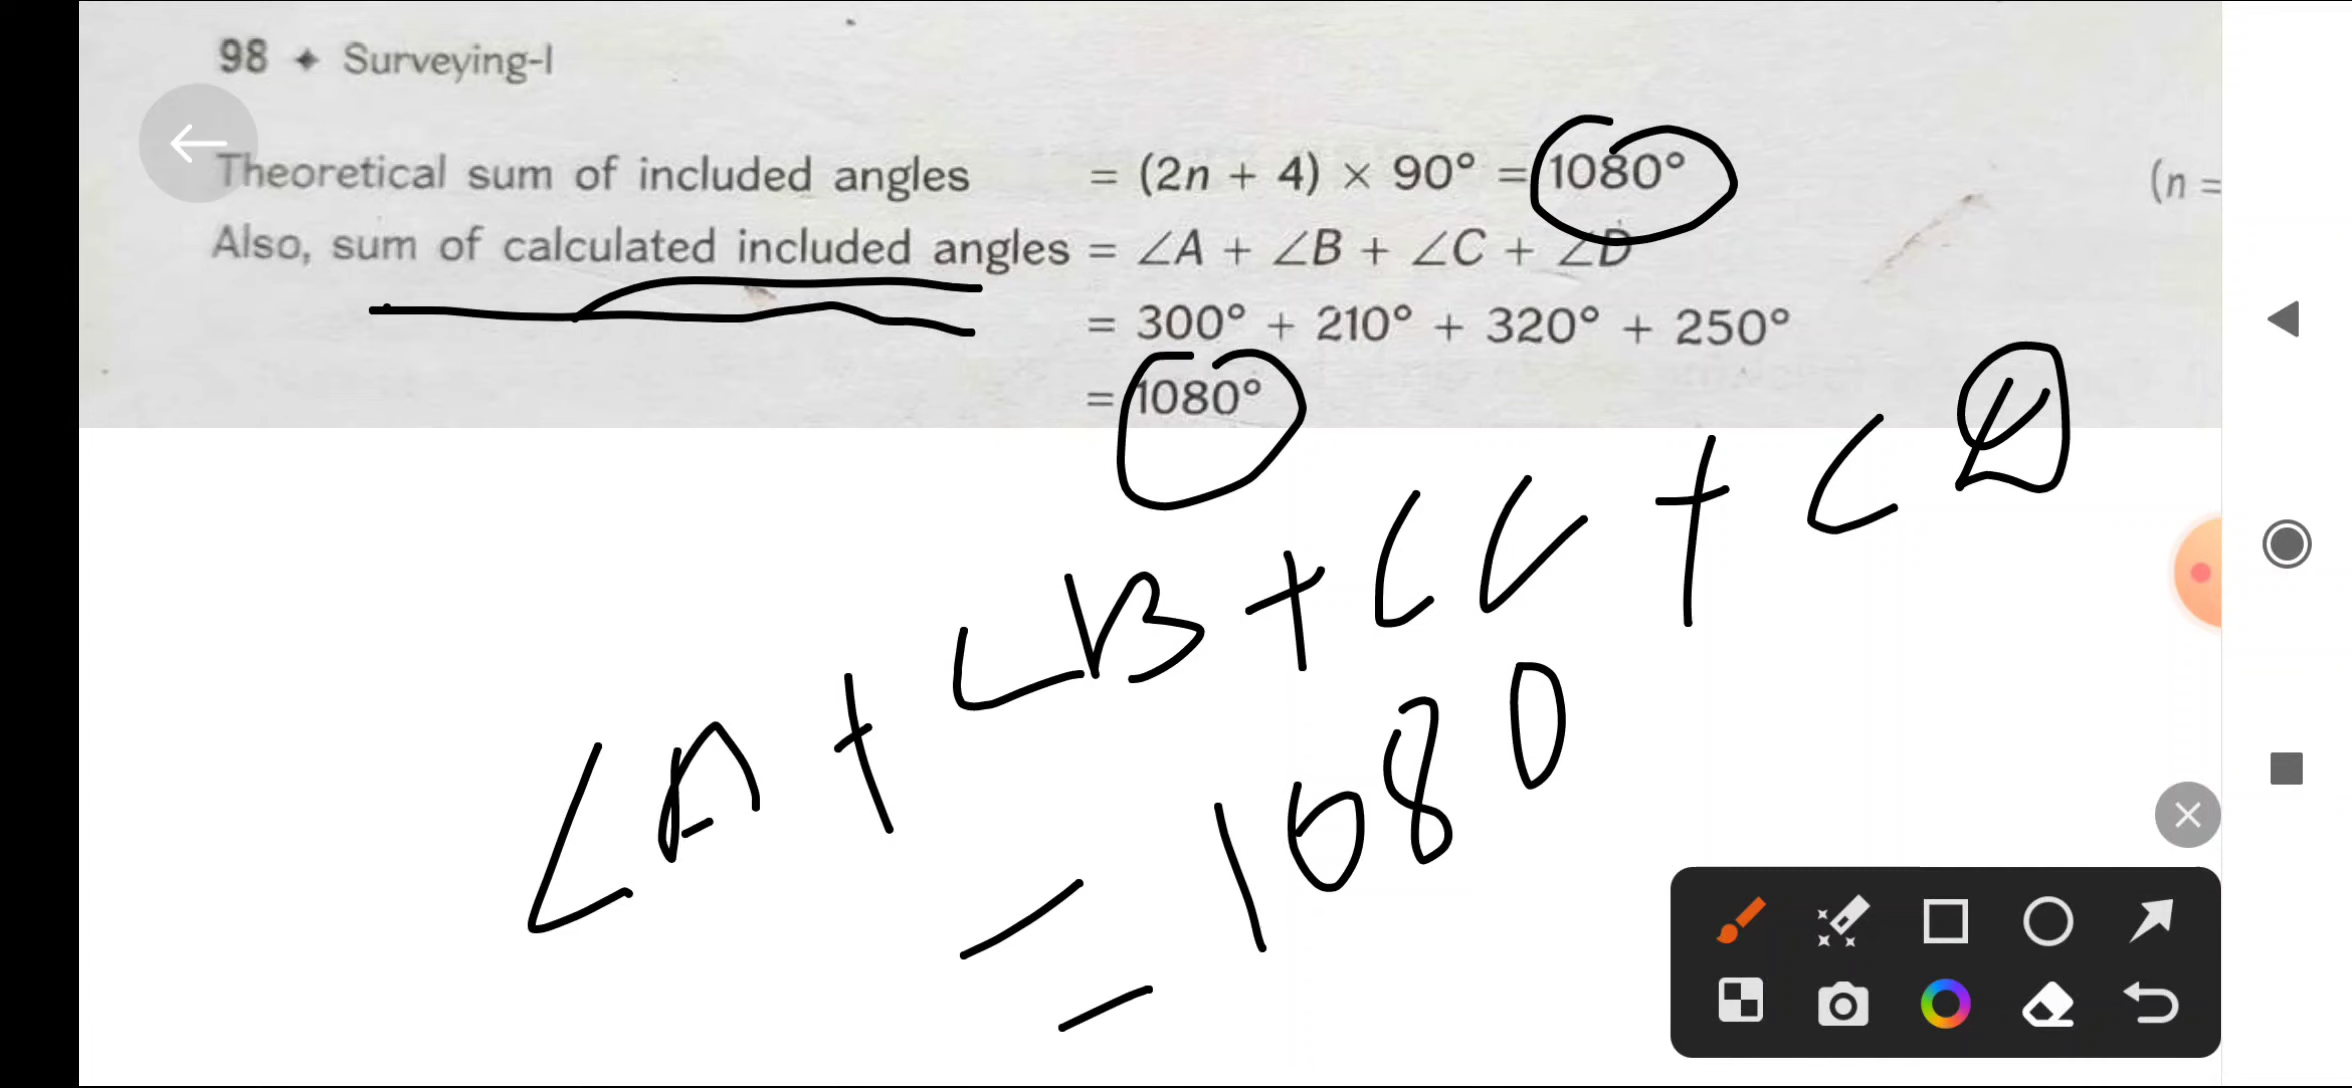 98 ✦ Surveying-I
Theoretical sum of included angles = (2n + 4) × 90° = 1080° (n =
Also, sum of calculated included angles = ∠A + ∠B + ∠C + ∠D
= 300° + 210° + 320° + 250°
= 1080°
∠A + ∠B + ∠C + ∠D
= 1080